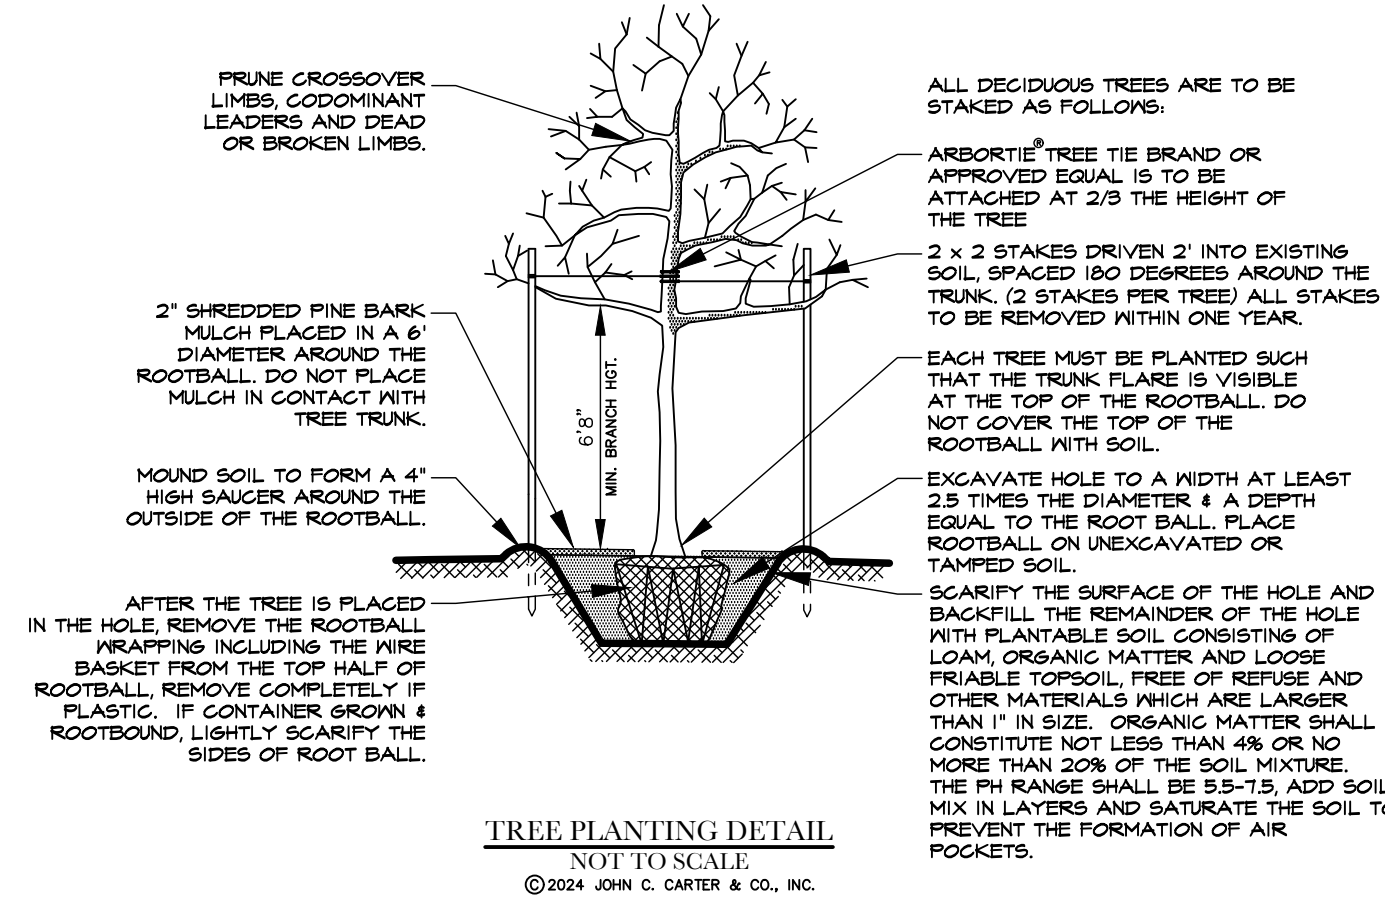 PRUNE CROSSOVER
LIMBS, CODOMINANT
LEADERS AND DEAD
OR BROKEN LIMBS.
2" SHREDDED PINE BARK
MULCH PLACED IN A 6'
DIAMETER AROUND THE
ROOTBALL. DO NOT PLACE
MULCH IN CONTACT WITH
TREE TRUNK.
MOUND SOIL TO FORM A 4"
HIGH SAUCER AROUND THE
OUTSIDE OF THE ROOTBALL.
AFTER THE TREE IS PLACED
IN THE HOLE, REMOVE THE ROOTBALL
WRAPPING INCLUDING THE WIRE
BASKET FROM THE TOP HALF OF
ROOTBALL, REMOVE COMPLETELY IF
PLASTIC. IF CONTAINER GROWN &
ROOTBOUND, LIGHTLY SCARIFY THE
SIDES OF ROOT BALL.
6'8"
MIN. BRANCH HGT.
ALL DECIDUOUS TREES ARE TO BE
STAKED AS FOLLOWS:
ARBORTIE® TREE TIE BRAND OR
APPROVED EQUAL IS TO BE
ATTACHED AT 2/3 THE HEIGHT OF
THE TREE
2 x 2 STAKES DRIVEN 2' INTO EXISTING
SOIL, SPACED 180 DEGREES AROUND THE
TRUNK. (2 STAKES PER TREE) ALL STAKES
TO BE REMOVED WITHIN ONE YEAR.
EACH TREE MUST BE PLANTED SUCH
THAT THE TRUNK FLARE IS VISIBLE
AT THE TOP OF THE ROOTBALL. DO
NOT COVER THE TOP OF THE
ROOTBALL WITH SOIL.
EXCAVATE HOLE TO A WIDTH AT LEAST
2.5 TIMES THE DIAMETER & A DEPTH
EQUAL TO THE ROOT BALL. PLACE
ROOTBALL ON UNEXCAVATED OR
TAMPED SOIL.
SCARIFY THE SURFACE OF THE HOLE AND
BACKFILL THE REMAINDER OF THE HOLE
WITH PLANTABLE SOIL CONSISTING OF
LOAM, ORGANIC MATTER AND LOOSE
FRIABLE TOPSOIL, FREE OF REFUSE AND
OTHER MATERIALS WHICH ARE LARGER
THAN 1" IN SIZE. ORGANIC MATTER SHALL
CONSTITUTE NOT LESS THAN 4% OR NO
MORE THAN 20% OF THE SOIL MIXTURE.
THE PH RANGE SHALL BE 5.5-7.5, ADD SOIL
MIX IN LAYERS AND SATURATE THE SOIL TO
PREVENT THE FORMATION OF AIR
POCKETS.
TREE PLANTING DETAIL
NOT TO SCALE
©2024 JOHN C. CARTER & CO., INC.